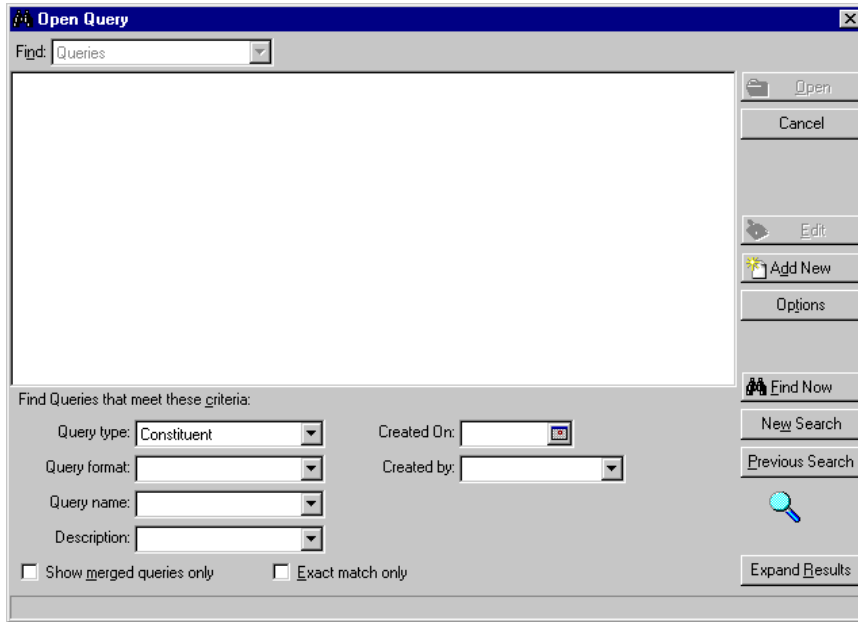 Open Query
Find: Queries
Open
Cancel
Edit
Add New
Options
Find Now
New Search
Previous Search
Expand Results
Find Queries that meet these criteria:
Query type: Constituent
Created On:
Query format:
Created by:
Query name:
Description:
Show merged queries only
Exact match only